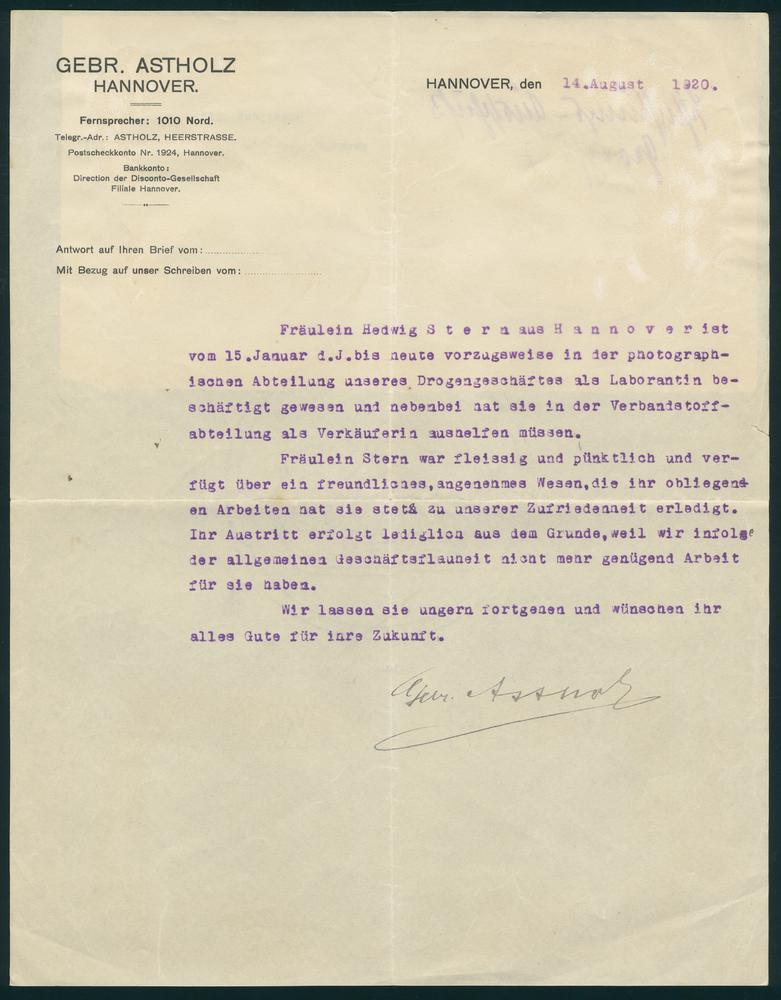 GEBR. ASTHOLZ
HANNOVER.
Fernsprecher: 1010 Nord.
Telegr.-Adr.: ASTHOLZ, HEERSTRASSE.
Postscheckkonto Nr. 1924, Hannover.
Bankkonto:
Direction der Disconto-Gesellschaft
Filiale Hannover.
HANNOVER, den 14.August 1920.
Antwort auf Ihren Brief vom:
Mit Bezug auf unser Schreiben vom:
Fräulein Hedwig S t e r n aus H a n n o v e r ist
vom 15.Januar d.J.bis heute vorzugsweise in der photograph-
ischen Abteilung unseres Drogengeschäftes als Laborantin be-
schäftigt gewesen und nebenbei hat sie in der Verbandstoff-
abteilung als Verkäuferin aushelfen müssen.
Fräulein Stern war fleissig und pünktlich und ver-
fügt über ein freundliches,angenehmes Wesen,die ihr obliegend
en Arbeiten hat sie stets zu unserer Zufriedenheit erledigt.
Ihr Austritt erfolgt lediglich aus dem Grunde,weil wir infolge
der allgemeinen Geschäftsflauheit nicht mehr genügend Arbeit
für sie haben.
Wir lassen sie ungern fortgehen und wünschen ihr
alles Gute für ihre Zukunft.
Gebr. Astholz